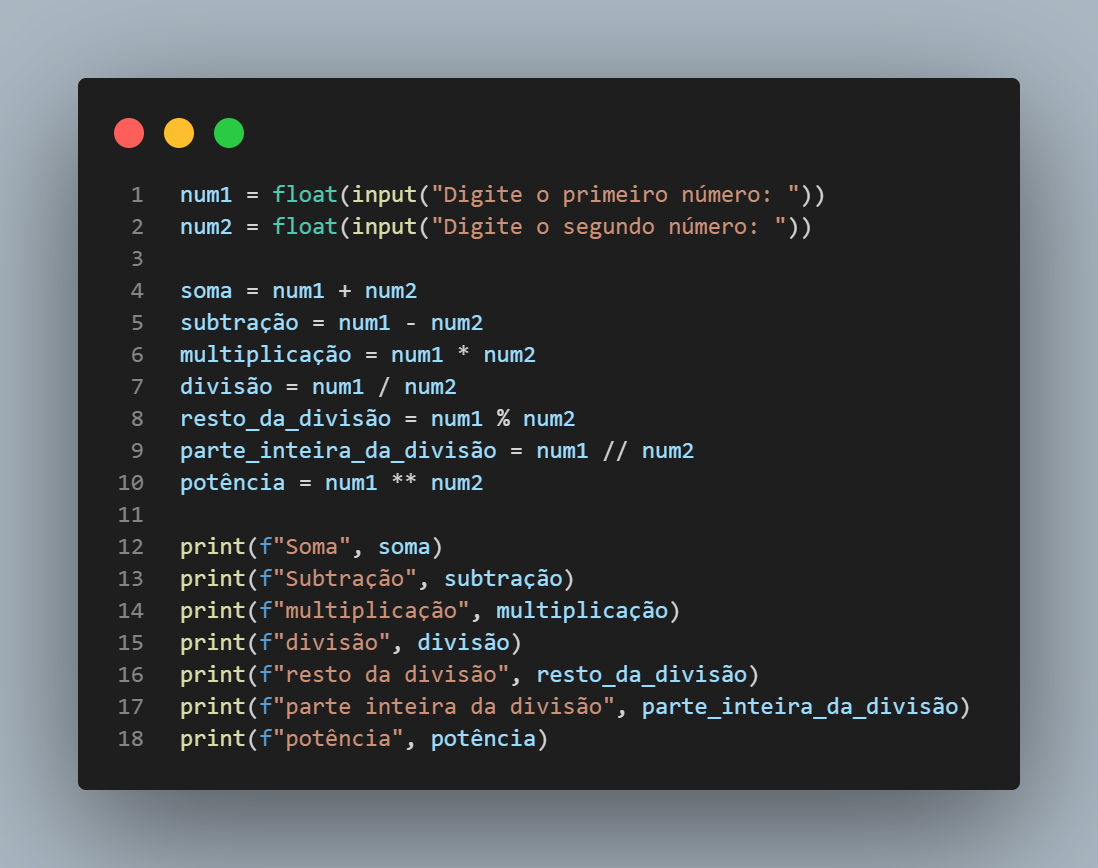 1 num1 = float(input("Digite o primeiro número: "))
2 num2 = float(input("Digite o segundo número: "))
3
4 soma = num1 + num2
5 subtração = num1 - num2
6 multiplicação = num1 * num2
7 divisão = num1 / num2
8 resto_da_divisão = num1 % num2
9 parte_inteira_da_divisão = num1 // num2
10 potência = num1 ** num2
11
12 print(f"Soma", soma)
13 print(f"Subtração", subtração)
14 print(f"multiplicação", multiplicação)
15 print(f"divisão", divisão)
16 print(f"resto da divisão", resto_da_divisão)
17 print(f"parte inteira da divisão", parte_inteira_da_divisão)
18 print(f"potência", potência)